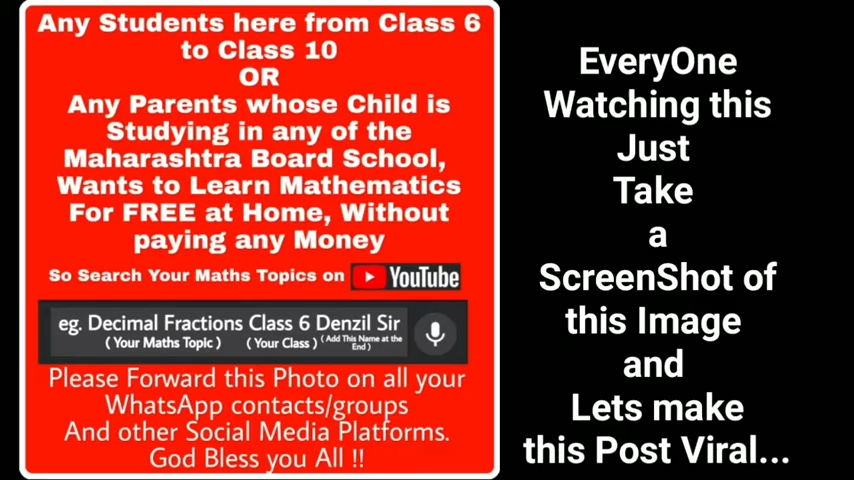 Any Students here from Class 6
to Class 10
OR
Any Parents whose Child is
Studying in any of the
Maharashtra Board School,
Wants to Learn Mathematics
For FREE at Home, Without
paying any Money
So Search Your Maths Topics on YouTube
eg. Decimal Fractions Class 6 Denzil Sir
( Your Maths Topic ) ( Your Class ) ( Add This Name at the
End )
Please Forward this Photo on all your
WhatsApp contacts/groups
And other Social Media Platforms.
God Bless you All !!
EveryOne
Watching this
Just
Take
a
ScreenShot of
this Image
and
Lets make
this Post Viral...